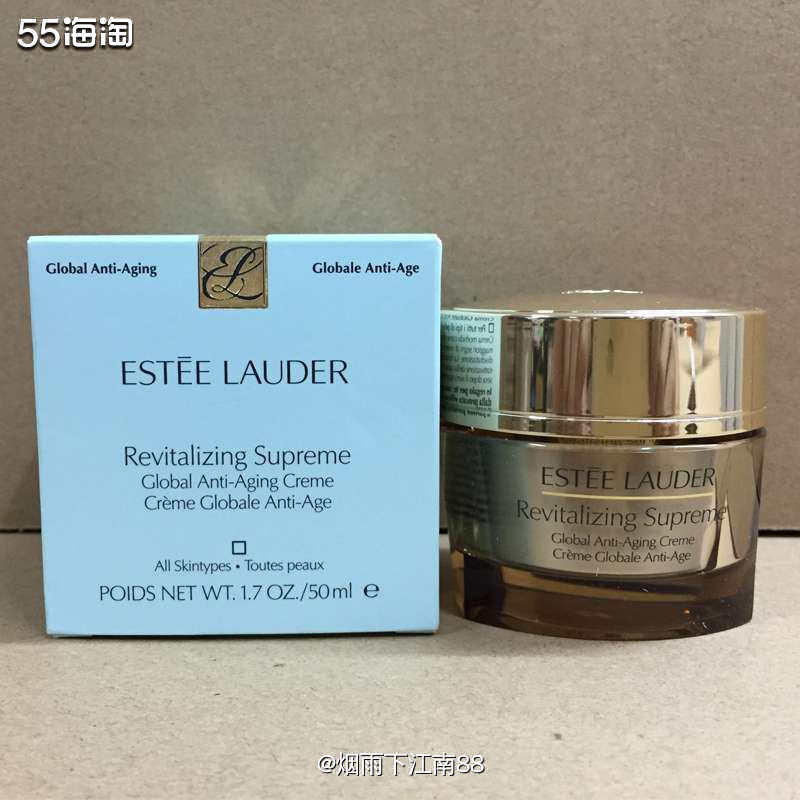 55海淘
Global Anti-Aging
Globale Anti-Age
ESTĒE LAUDER
Revitalizing Supreme
Global Anti-Aging Creme
Crème Globale Anti-Age
All Skintypes • Toutes peaux
POIDS NET WT. 1.7 OZ./50 ml ℮
ESTĒE LAUDER
Revitalizing Supreme
Global Anti-Aging Creme
Crème Globale Anti-Age
@烟雨下江南88